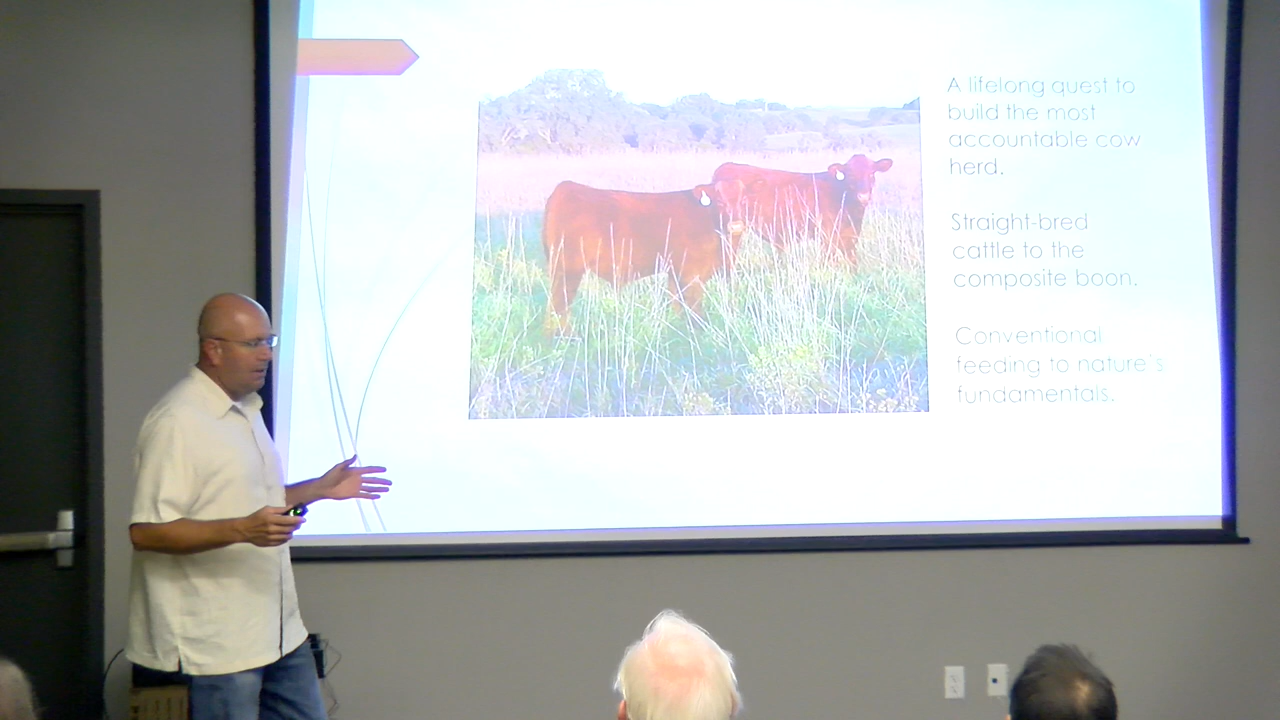 A lifelong quest to
build the most
accountable cow
herd.
Straight-bred
cattle to the
composite boon.
Conventional
feeding to nature's
fundamentals.